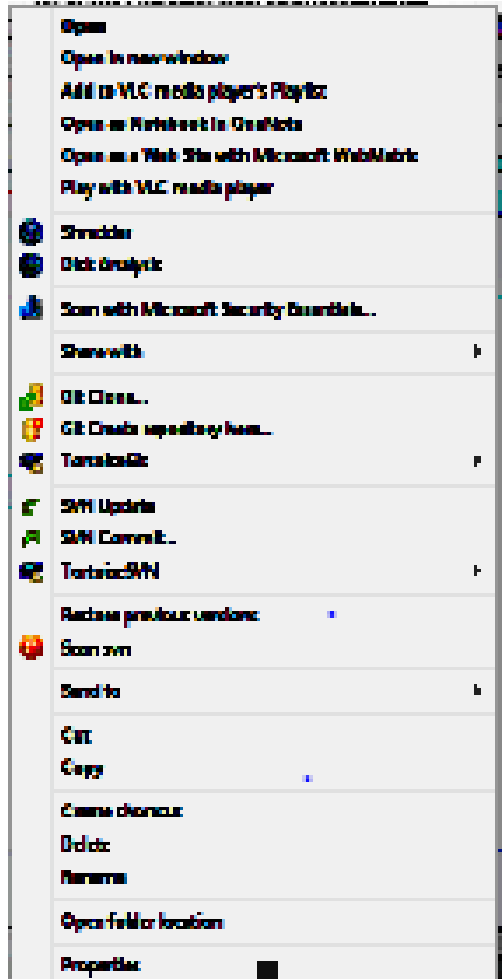 Open
Open in new window
Add to VLC media player's Playlist
Open as Notebook in OneNote
Open as a Web Site with Microsoft WebMatrix
Play with VLC media player
Shredder
Disk Analysis
Scan with Microsoft Security Essentials...
Share with
Git Clone...
Git Create repository here...
TortoiseGit
SVN Update
SVN Commit...
TortoiseSVN
Restore previous versions
Scan svn
Send to
Cut
Copy
Create shortcut
Delete
Rename
Open folder location
Properties